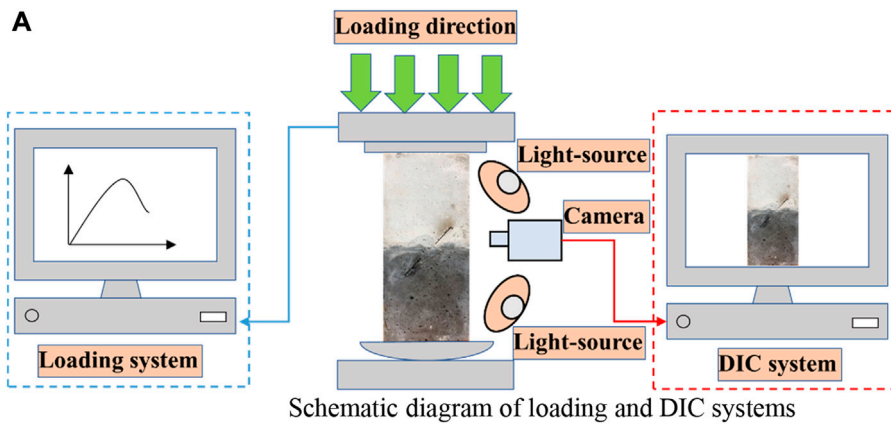 A
Loading direction
Light-source
Camera
Light-source
Loading system
DIC system
Schematic diagram of loading and DIC systems